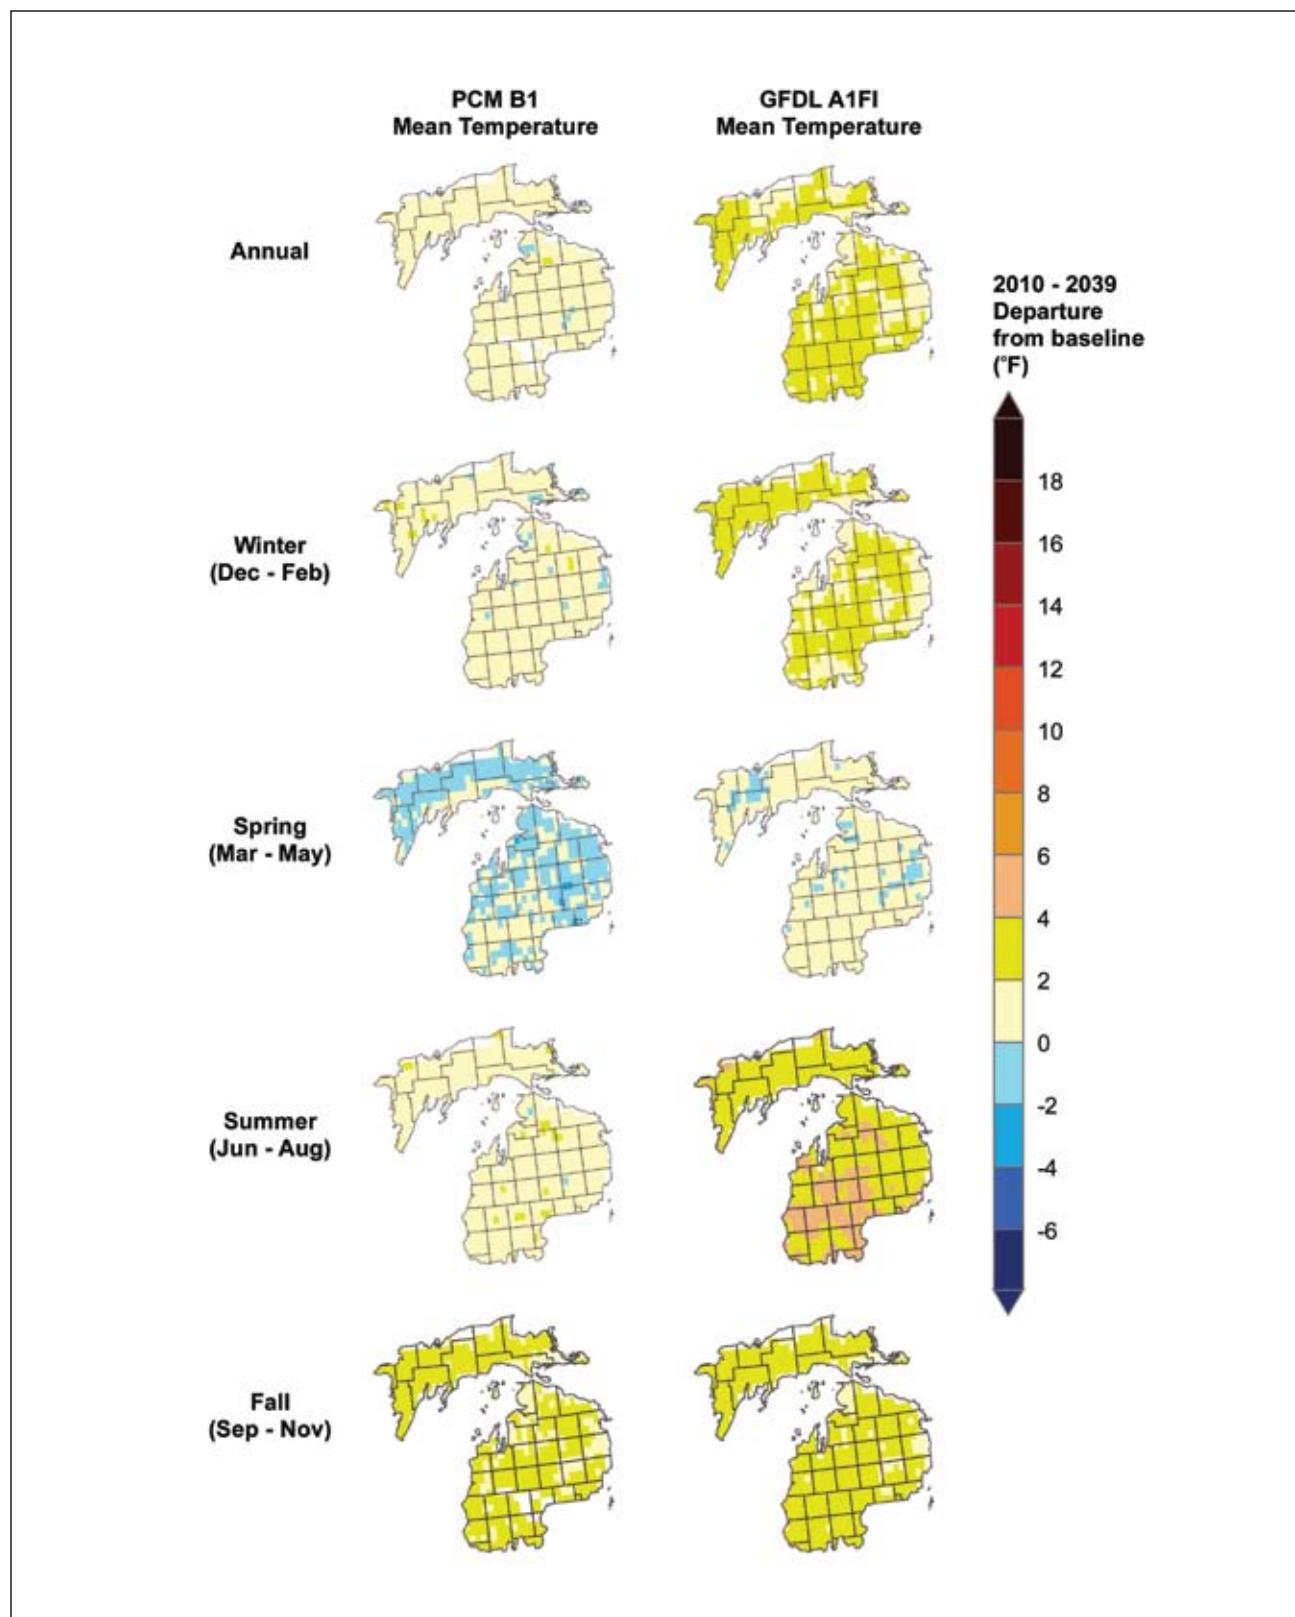 PCM B1
Mean Temperature
GFDL A1FI
Mean Temperature
Annual
2010 - 2039
Departure
from baseline
(°F)
18
Winter
(Dec - Feb)
16
14
12
10
8
Spring
(Mar - May)
6
4
2
0
Summer
(Jun - Aug)
-2
-4
-6
Fall
(Sep - Nov)